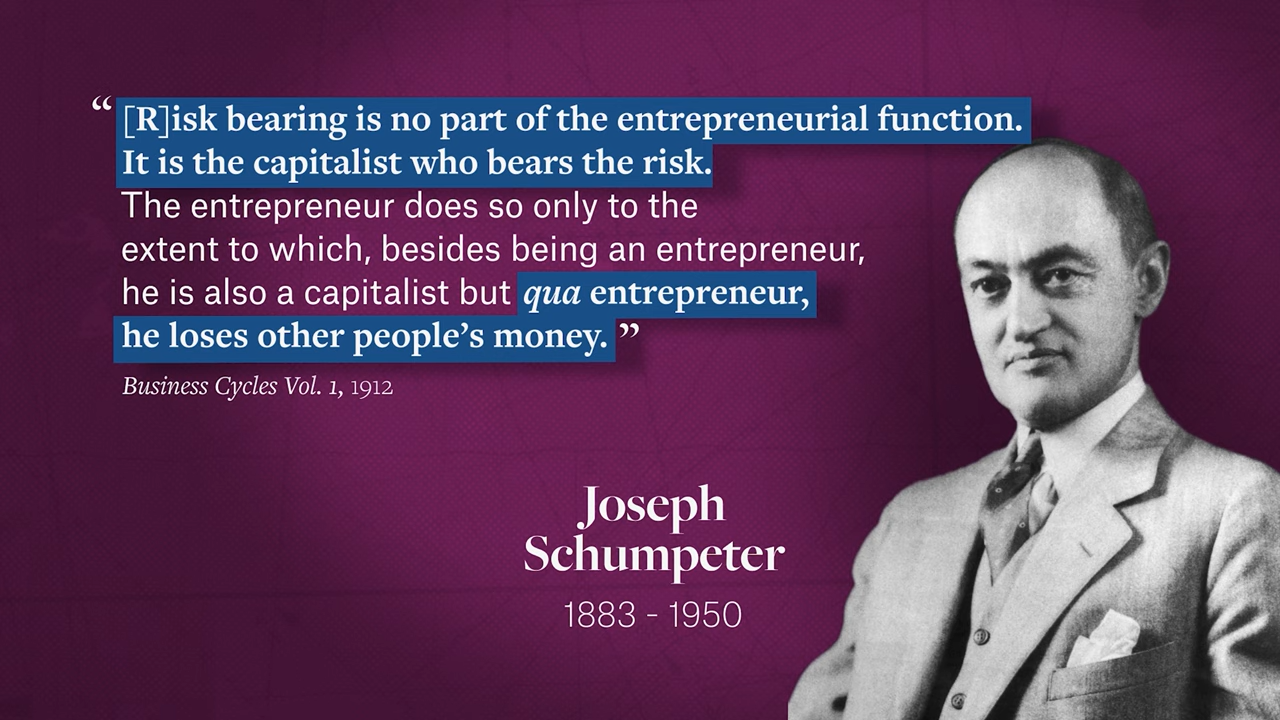 “[R]isk bearing is no part of the entrepreneurial function.
It is the capitalist who bears the risk.
The entrepreneur does so only to the
extent to which, besides being an entrepreneur,
he is also a capitalist but qua entrepreneur,
he loses other people’s money.”
Business Cycles Vol. 1, 1912
Joseph
Schumpeter
1883 - 1950